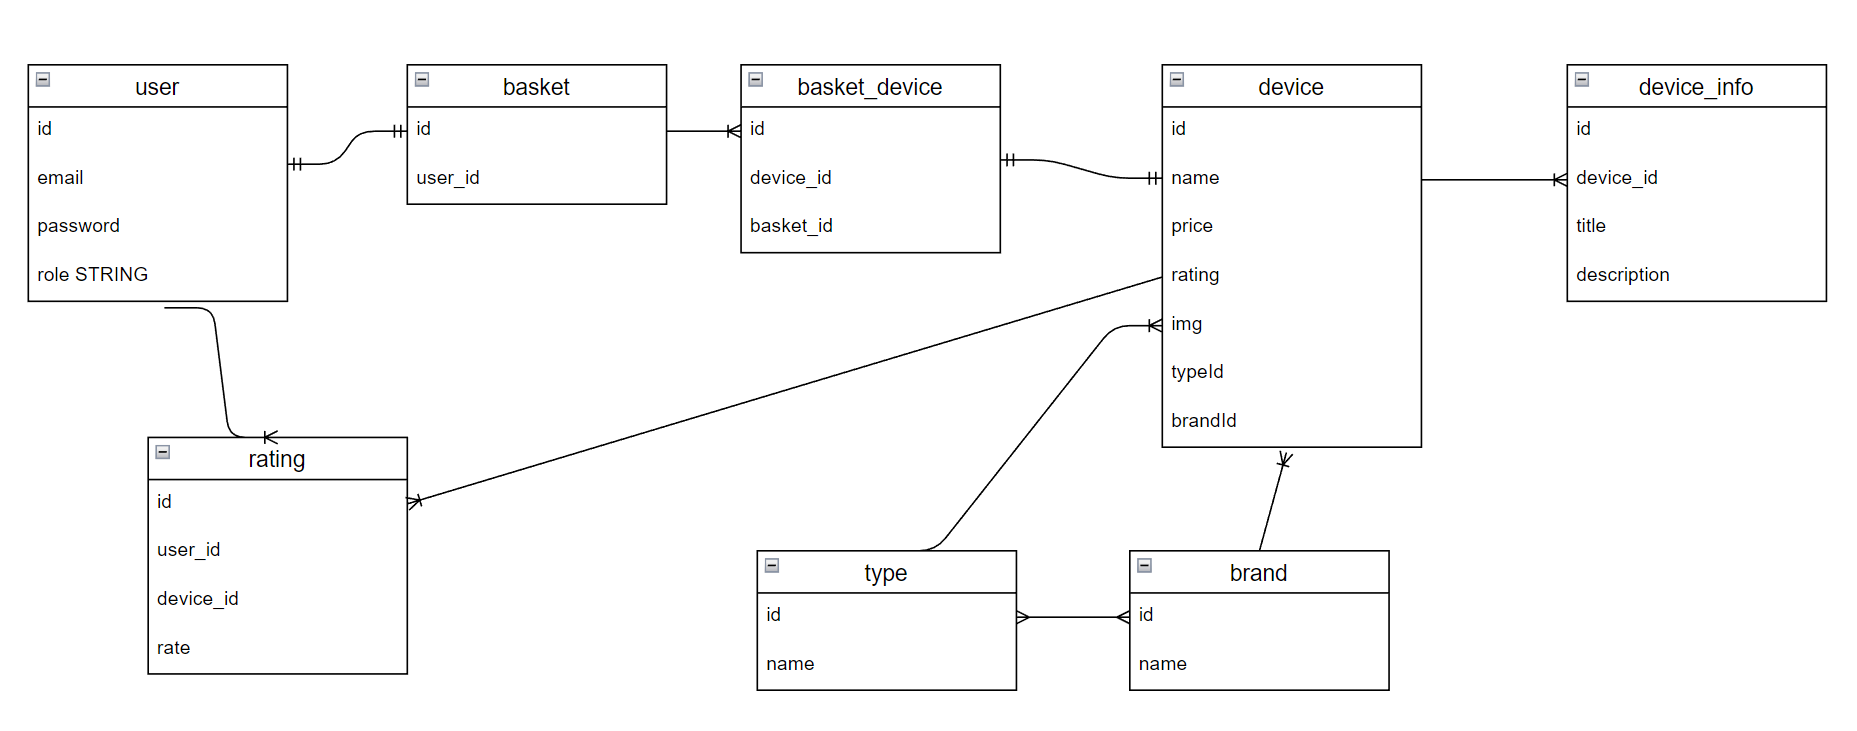 user
id
email
password
role STRING
basket
id
user_id
basket_device
id
device_id
basket_id
device
id
name
price
rating
img
typeId
brandId
device_info
id
device_id
title
description
rating
id
user_id
device_id
rate
type
id
name
brand
id
name